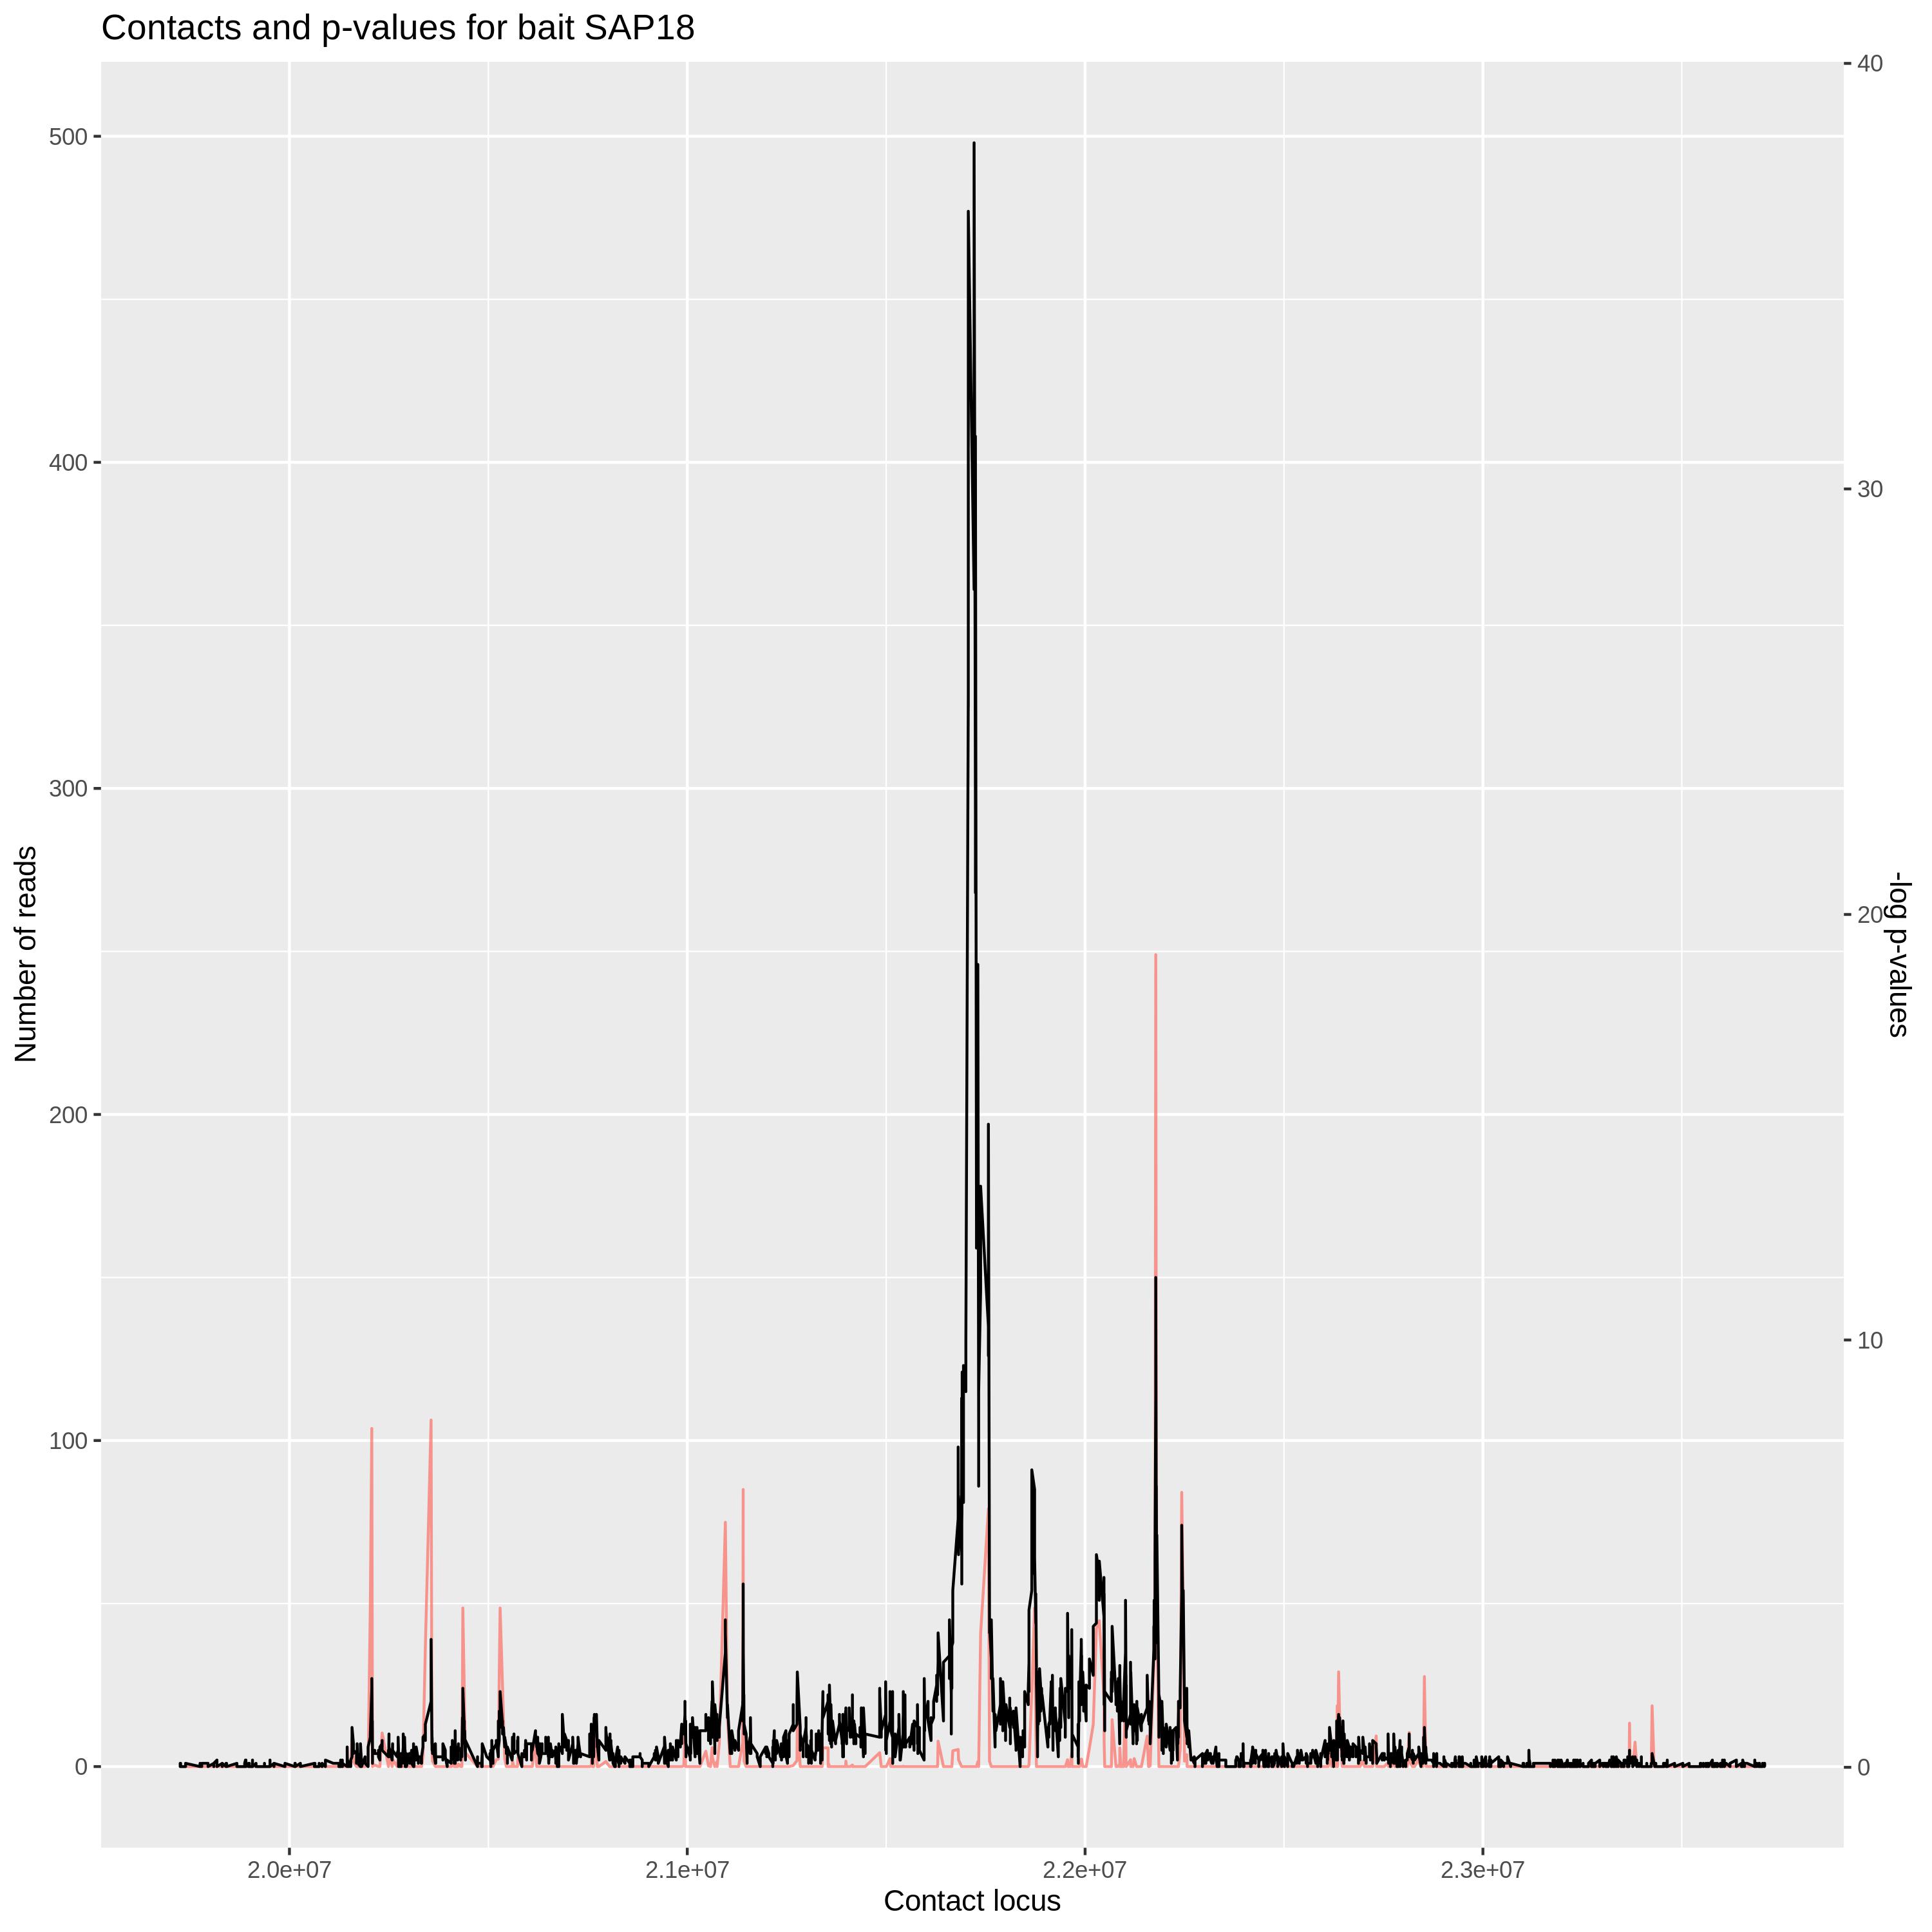 Contacts and p-values for bait SAP18
500
400
300
200
100
0
Number of reads
40
30
20
10
0
-log p-values
2.0e+07
2.1e+07
2.2e+07
2.3e+07
Contact locus